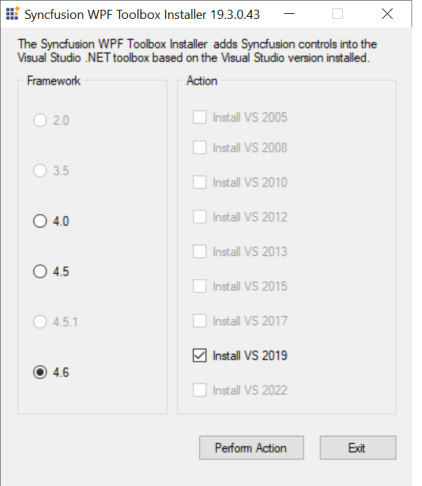 Syncfusion WPF Toolbox Installer 19.3.0.43
The Syncfusion WPF Toolbox Installer adds Syncfusion controls into the
Visual Studio .NET toolbox based on the Visual Studio version installed.
Framework
2.0
3.5
4.0
4.5
4.5.1
4.6
Action
Install VS 2005
Install VS 2008
Install VS 2010
Install VS 2012
Install VS 2013
Install VS 2015
Install VS 2017
Install VS 2019
Install VS 2022
Perform Action
Exit